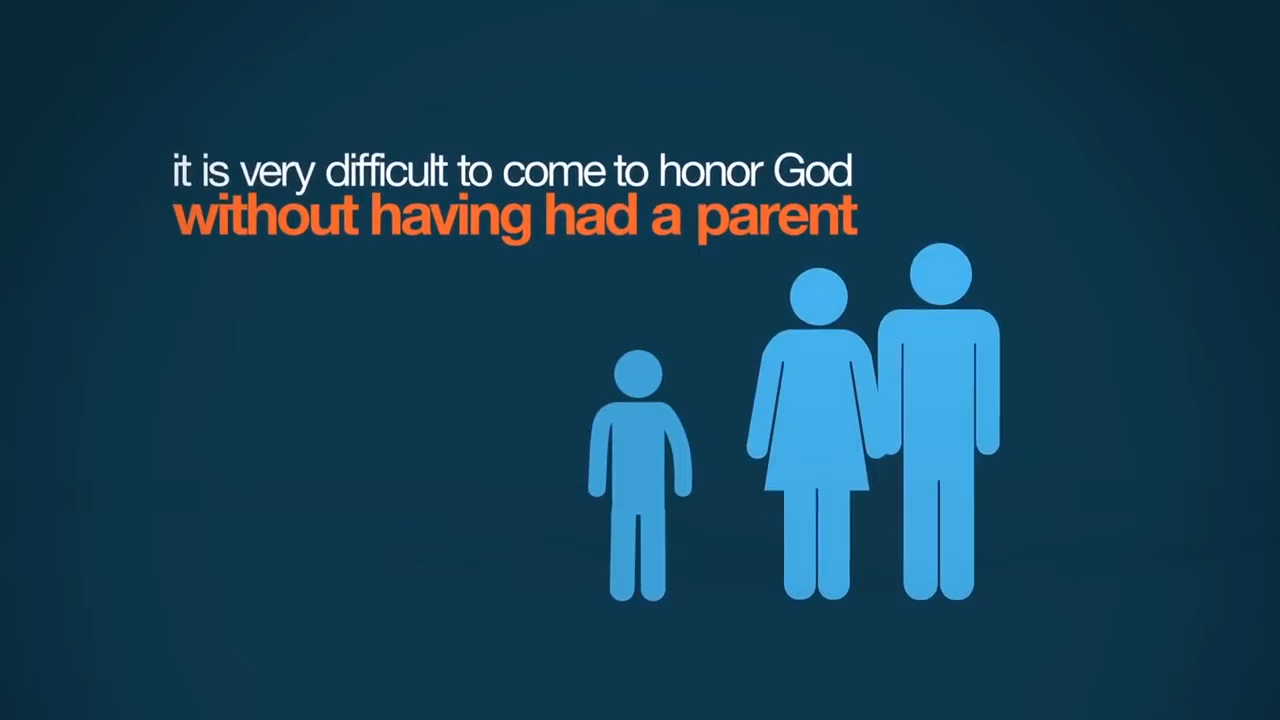 it is very difficult to come to honor God
without having had a parent